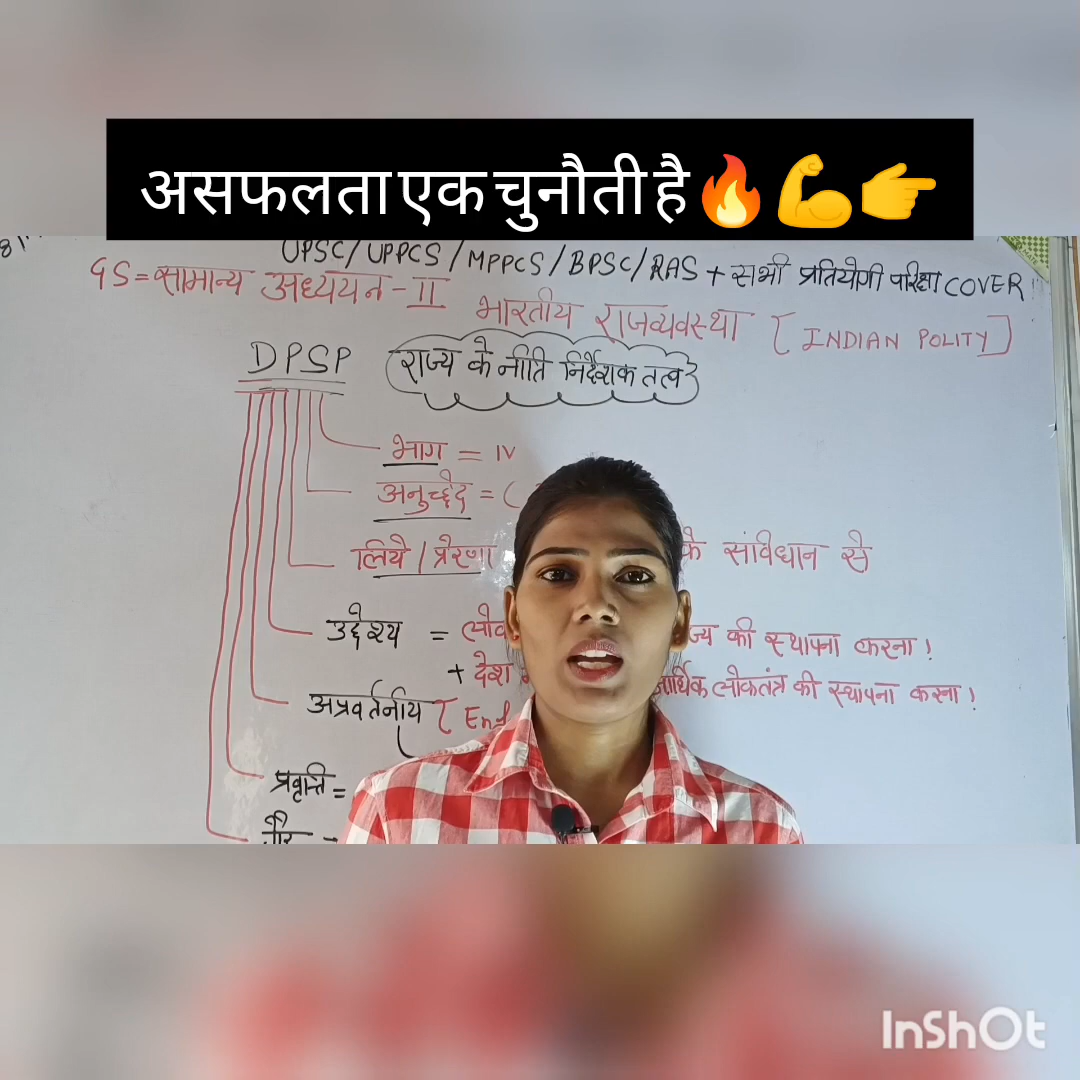 असफलता एक चुनौती है🔥💪👉
UPSC/UPPCS/MPPCS/BPSC/RAS + सभी प्रतियोगी परिक्षा COVER
GS = सामान्य अध्ययन - II भारतीय राजव्यवस्था [INDIAN POLITY]
DPSP राज्य के नीति निर्देशक तत्व
भाग = IV
अनुच्छेद = (
लिये / प्रेरणा के संविधान से
उद्देश्य = की स्थापना करना!
+ देश आर्थिक लोकतंत्र की स्थापना करना!
अप्रवर्तनीय [
प्रवृत्ति =
InShOt